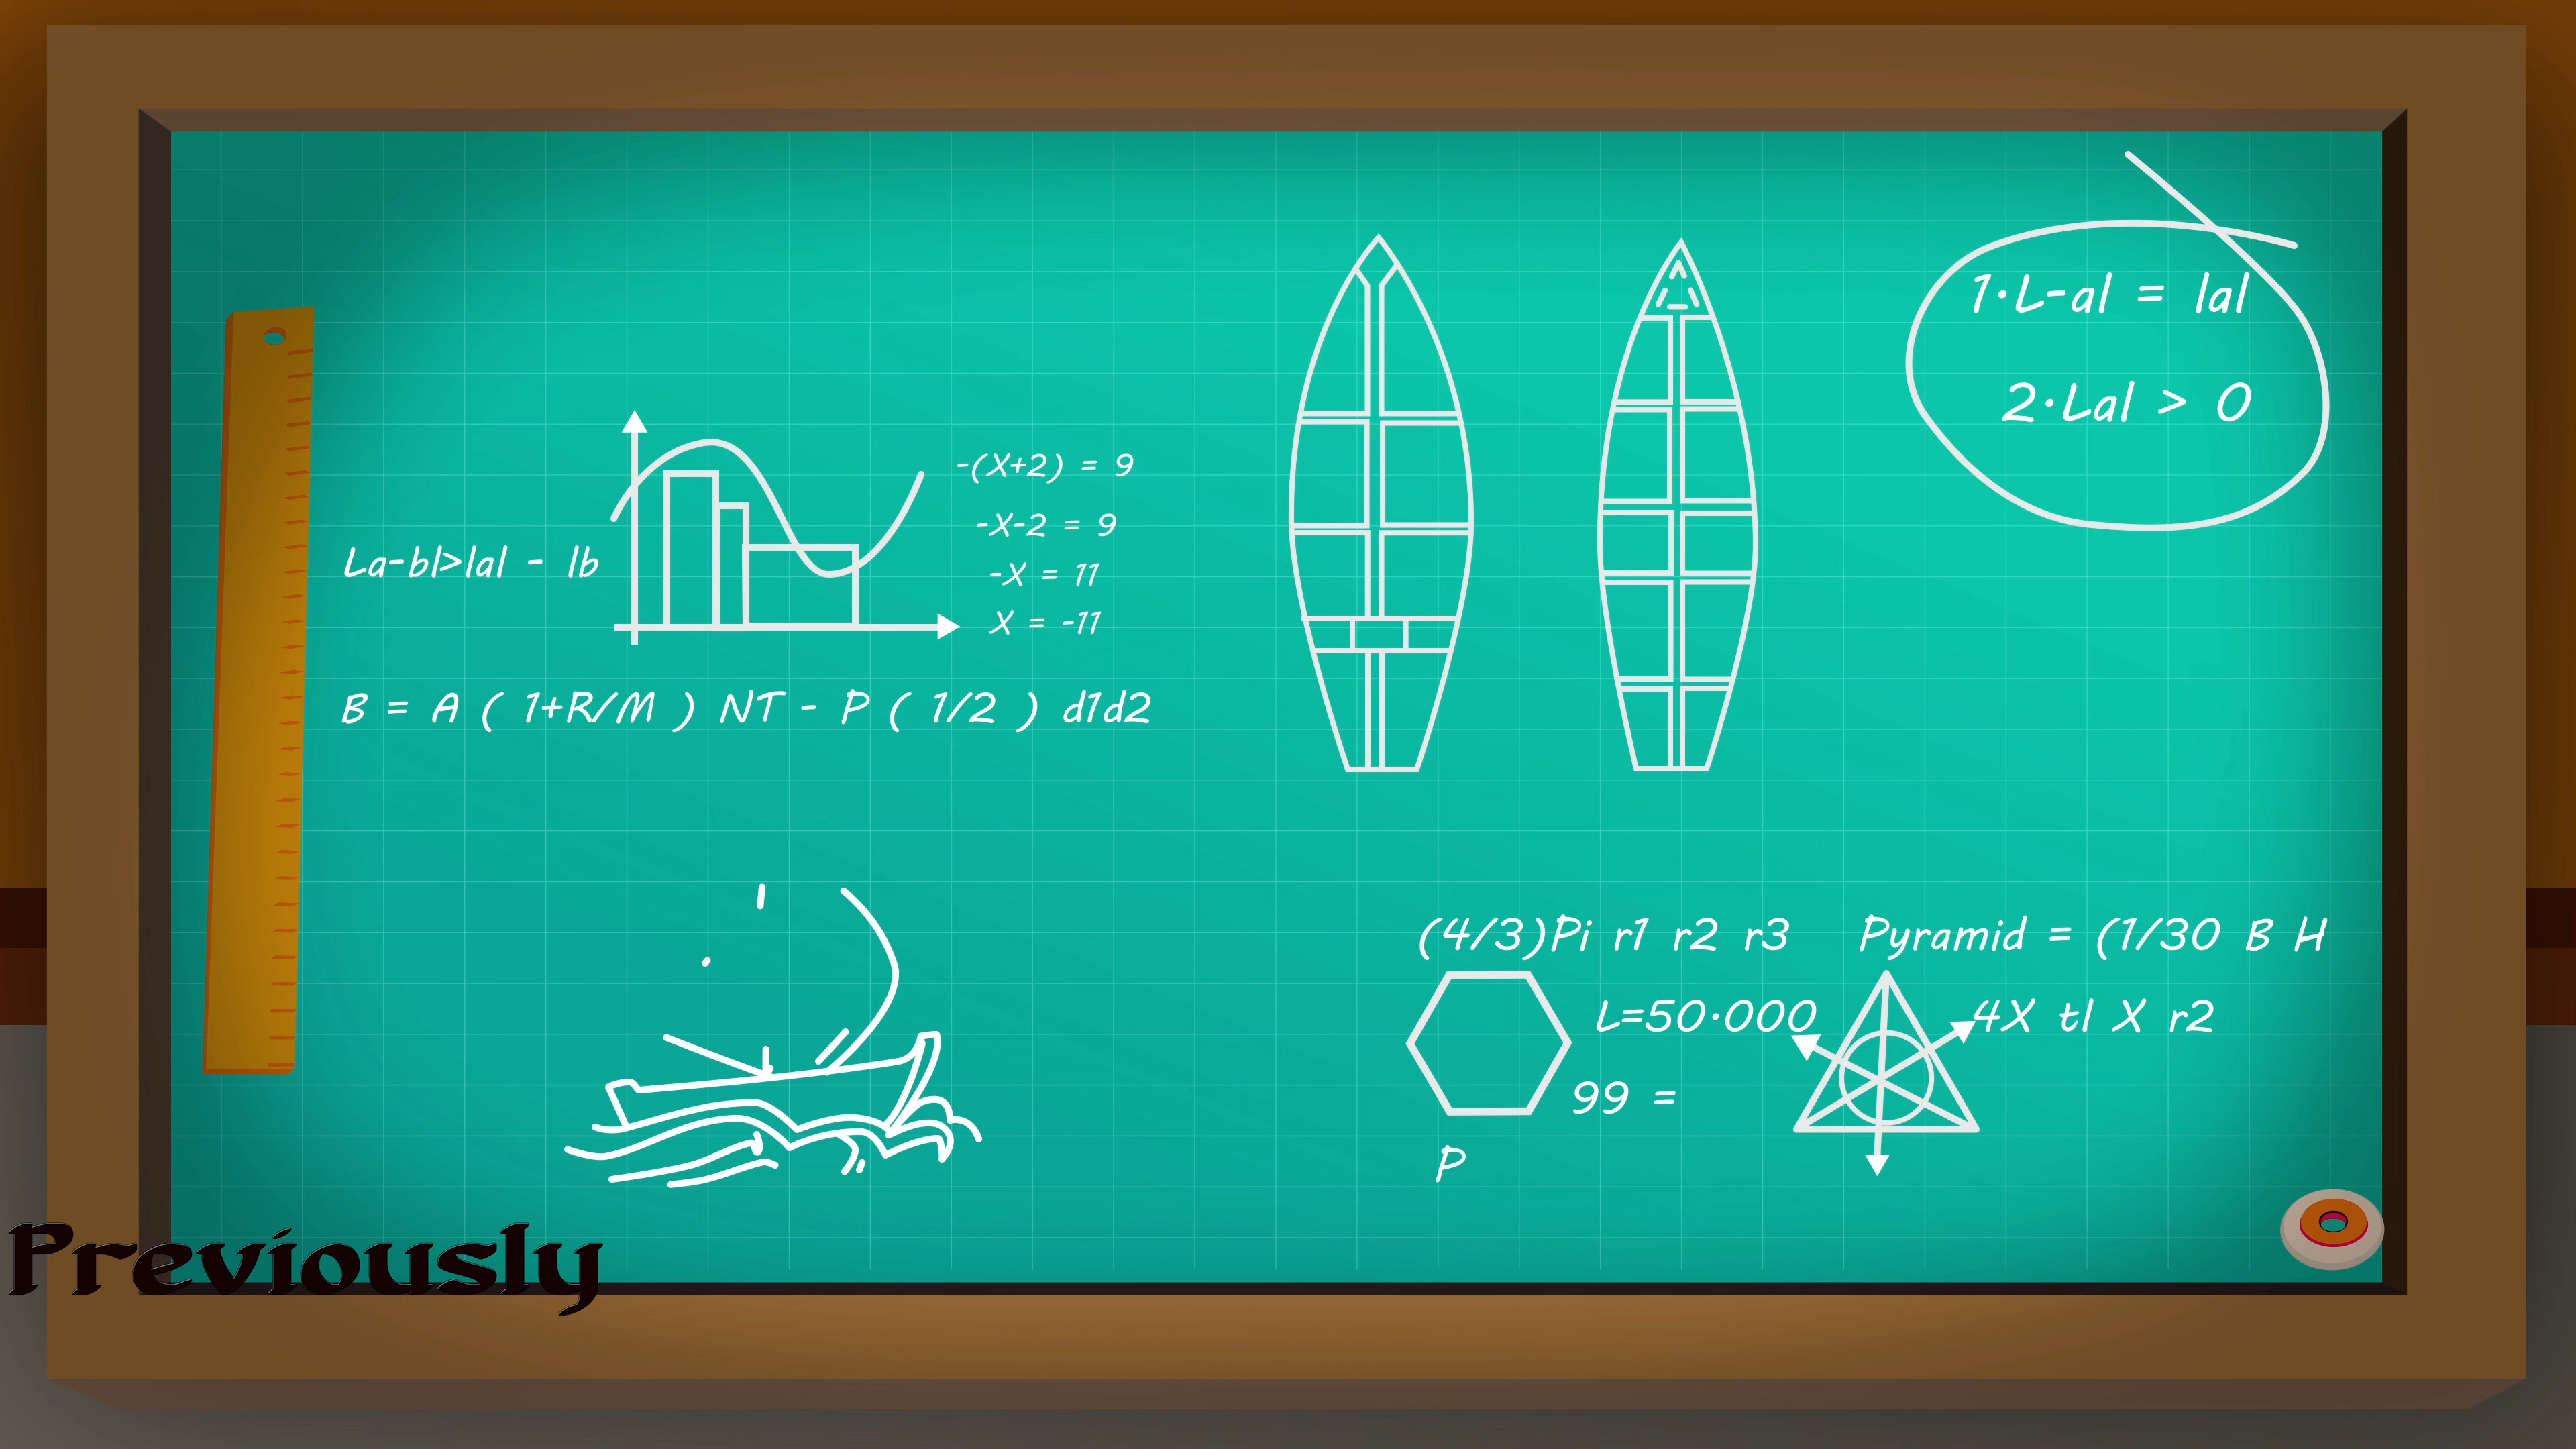 1·L-al = lal
2·Lal > 0
-(X+2) = 9
-X-2 = 9
-X = 11
X = -11
La-bl>lal - lb
B = A ( 1+R/M ) NT - P ( 1/2 ) d1d2
(4/3)Pi r1 r2 r3
Pyramid = (1/30 B H
L=50·000
4X tl X r2
99 =
P
Previously